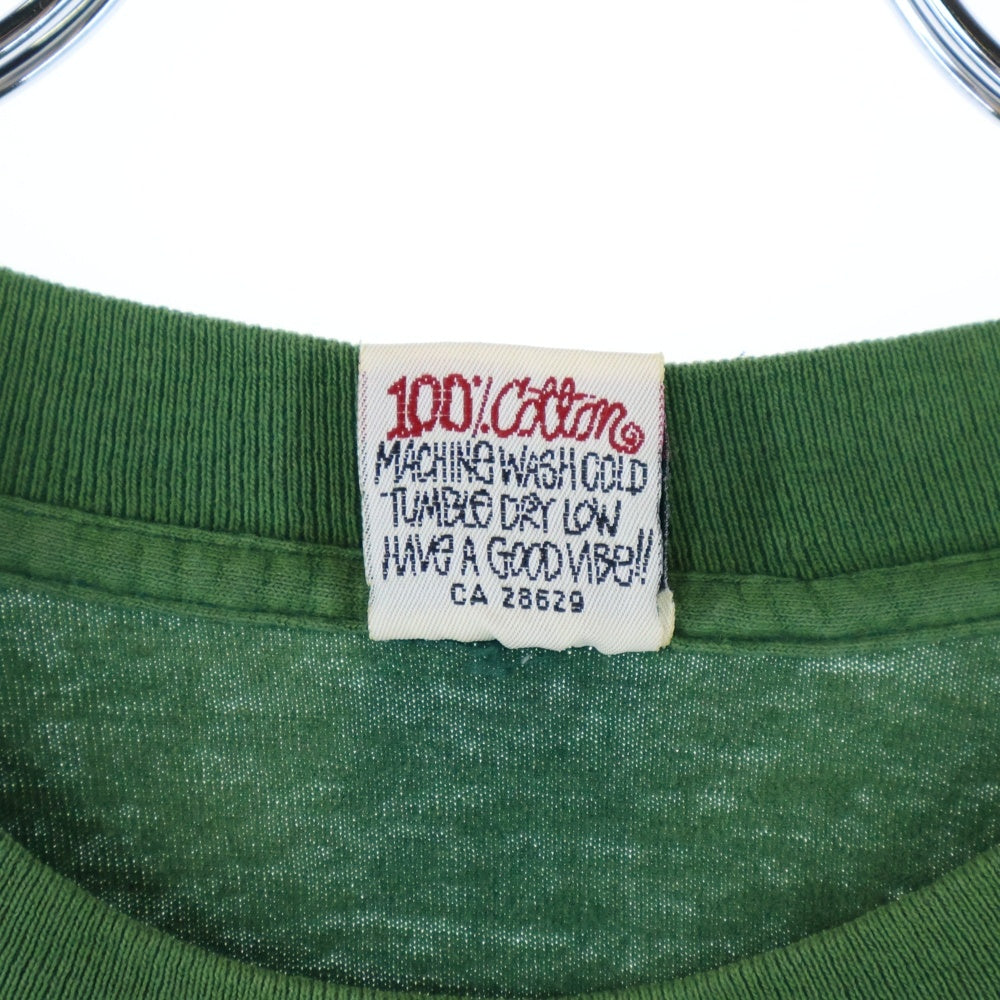 100% Cotton
MACHINE WASH COLD
TUMBLE DRY LOW
HAVE A GOOD VIBE!!
CA 28629